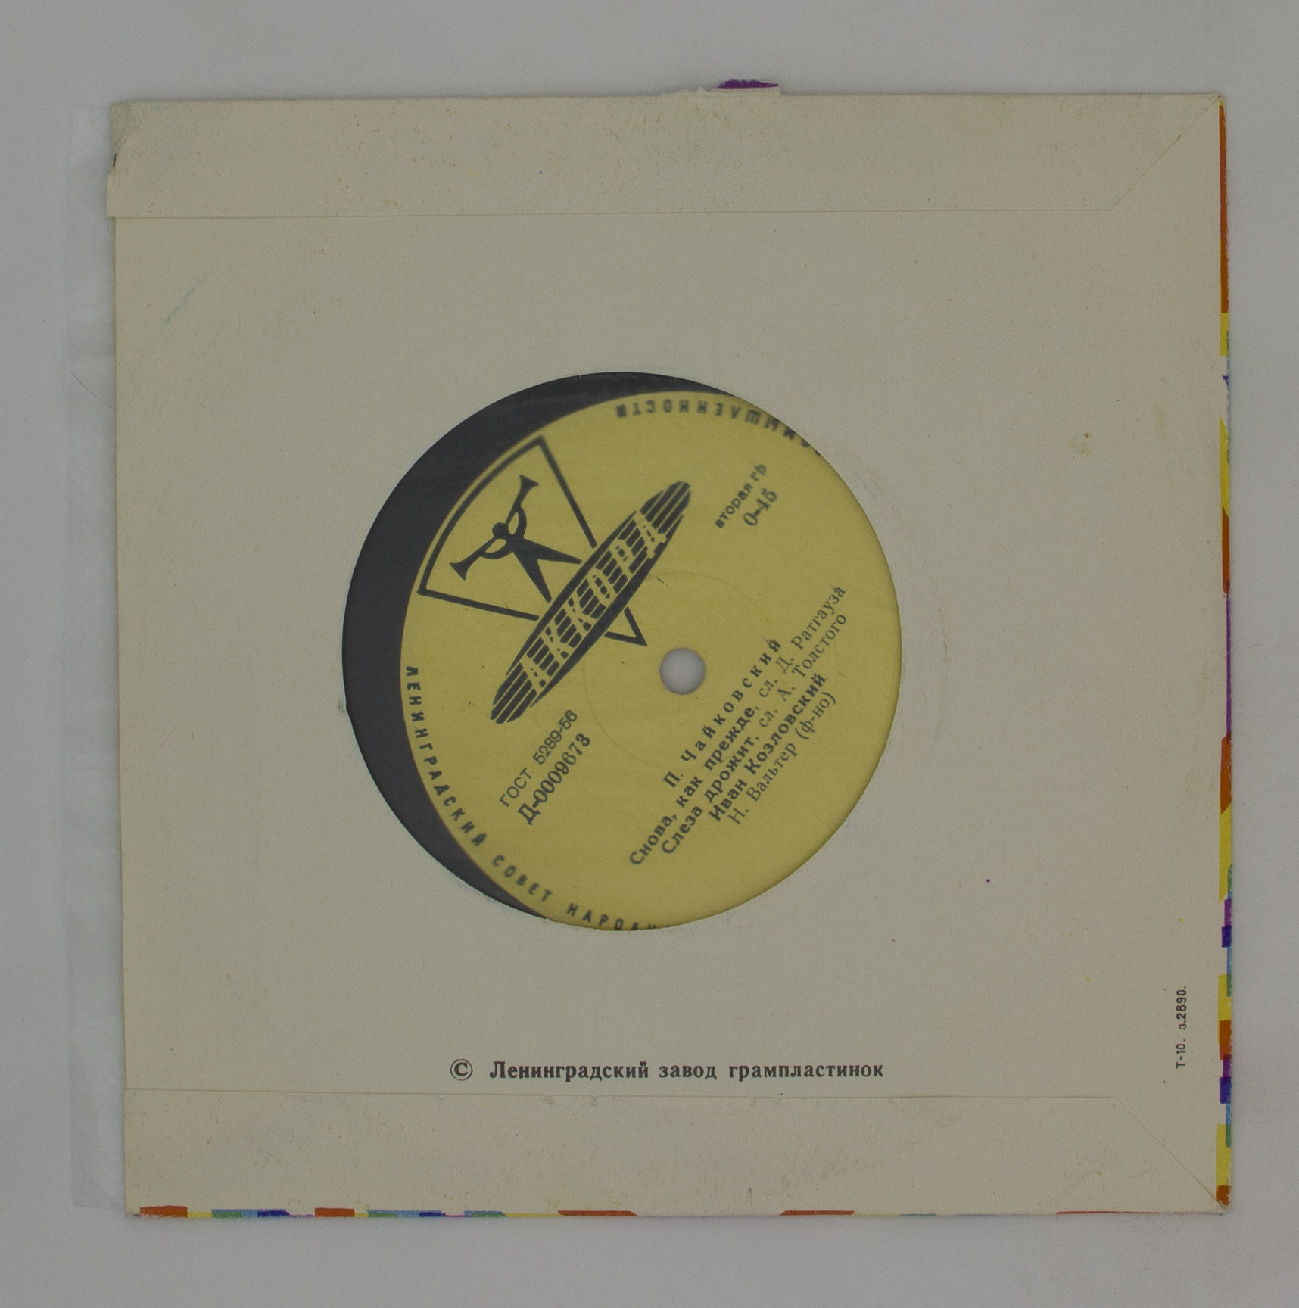 ЛЕНИНГРАДСКИЙ СОВЕТ
АККОРД
ГОСТ 5289-56
Д-0009673
вторая гр
0-45
П. Чайковский
Снова, как прежде, сл. Д. Ратгауза
Слеза дрожит, сл. А. Толстого
Иван Козловский
Н. Вальтер (ф-но)
© Ленинградский завод грампластинок
Т-10. з.2890.